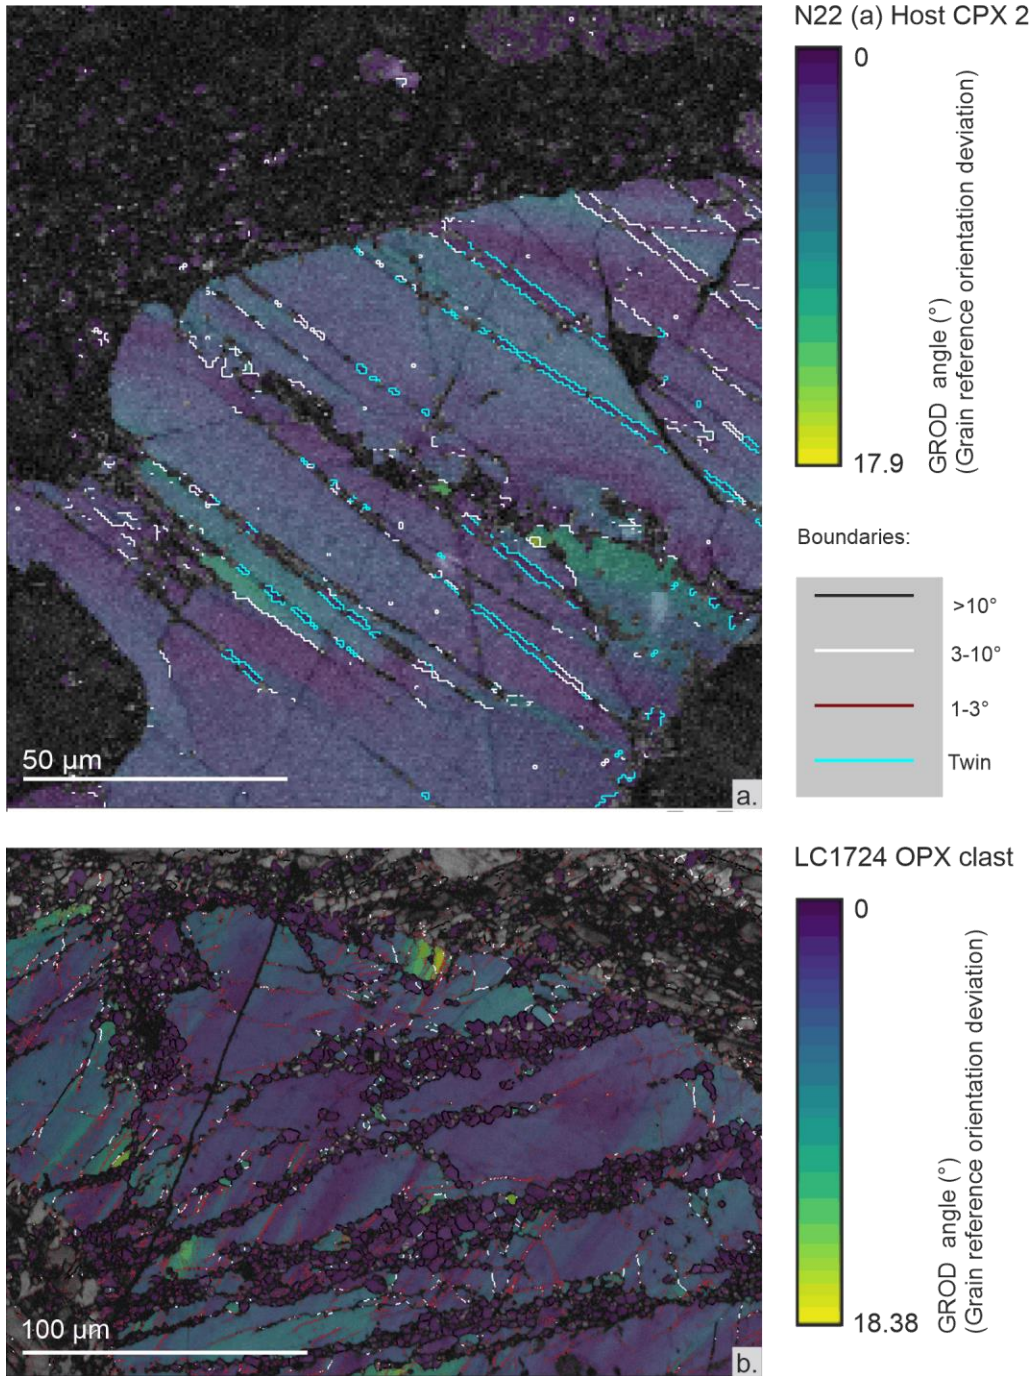 N22 (a) Host CPX 2
0
17.9
GROD angle (°)
(Grain reference orientation deviation)
Boundaries:
>10°
3-10°
1-3°
Twin
50 µm
a.
LC1724 OPX clast
0
18.38
GROD angle (°)
(Grain reference orientation deviation)
100 µm
b.